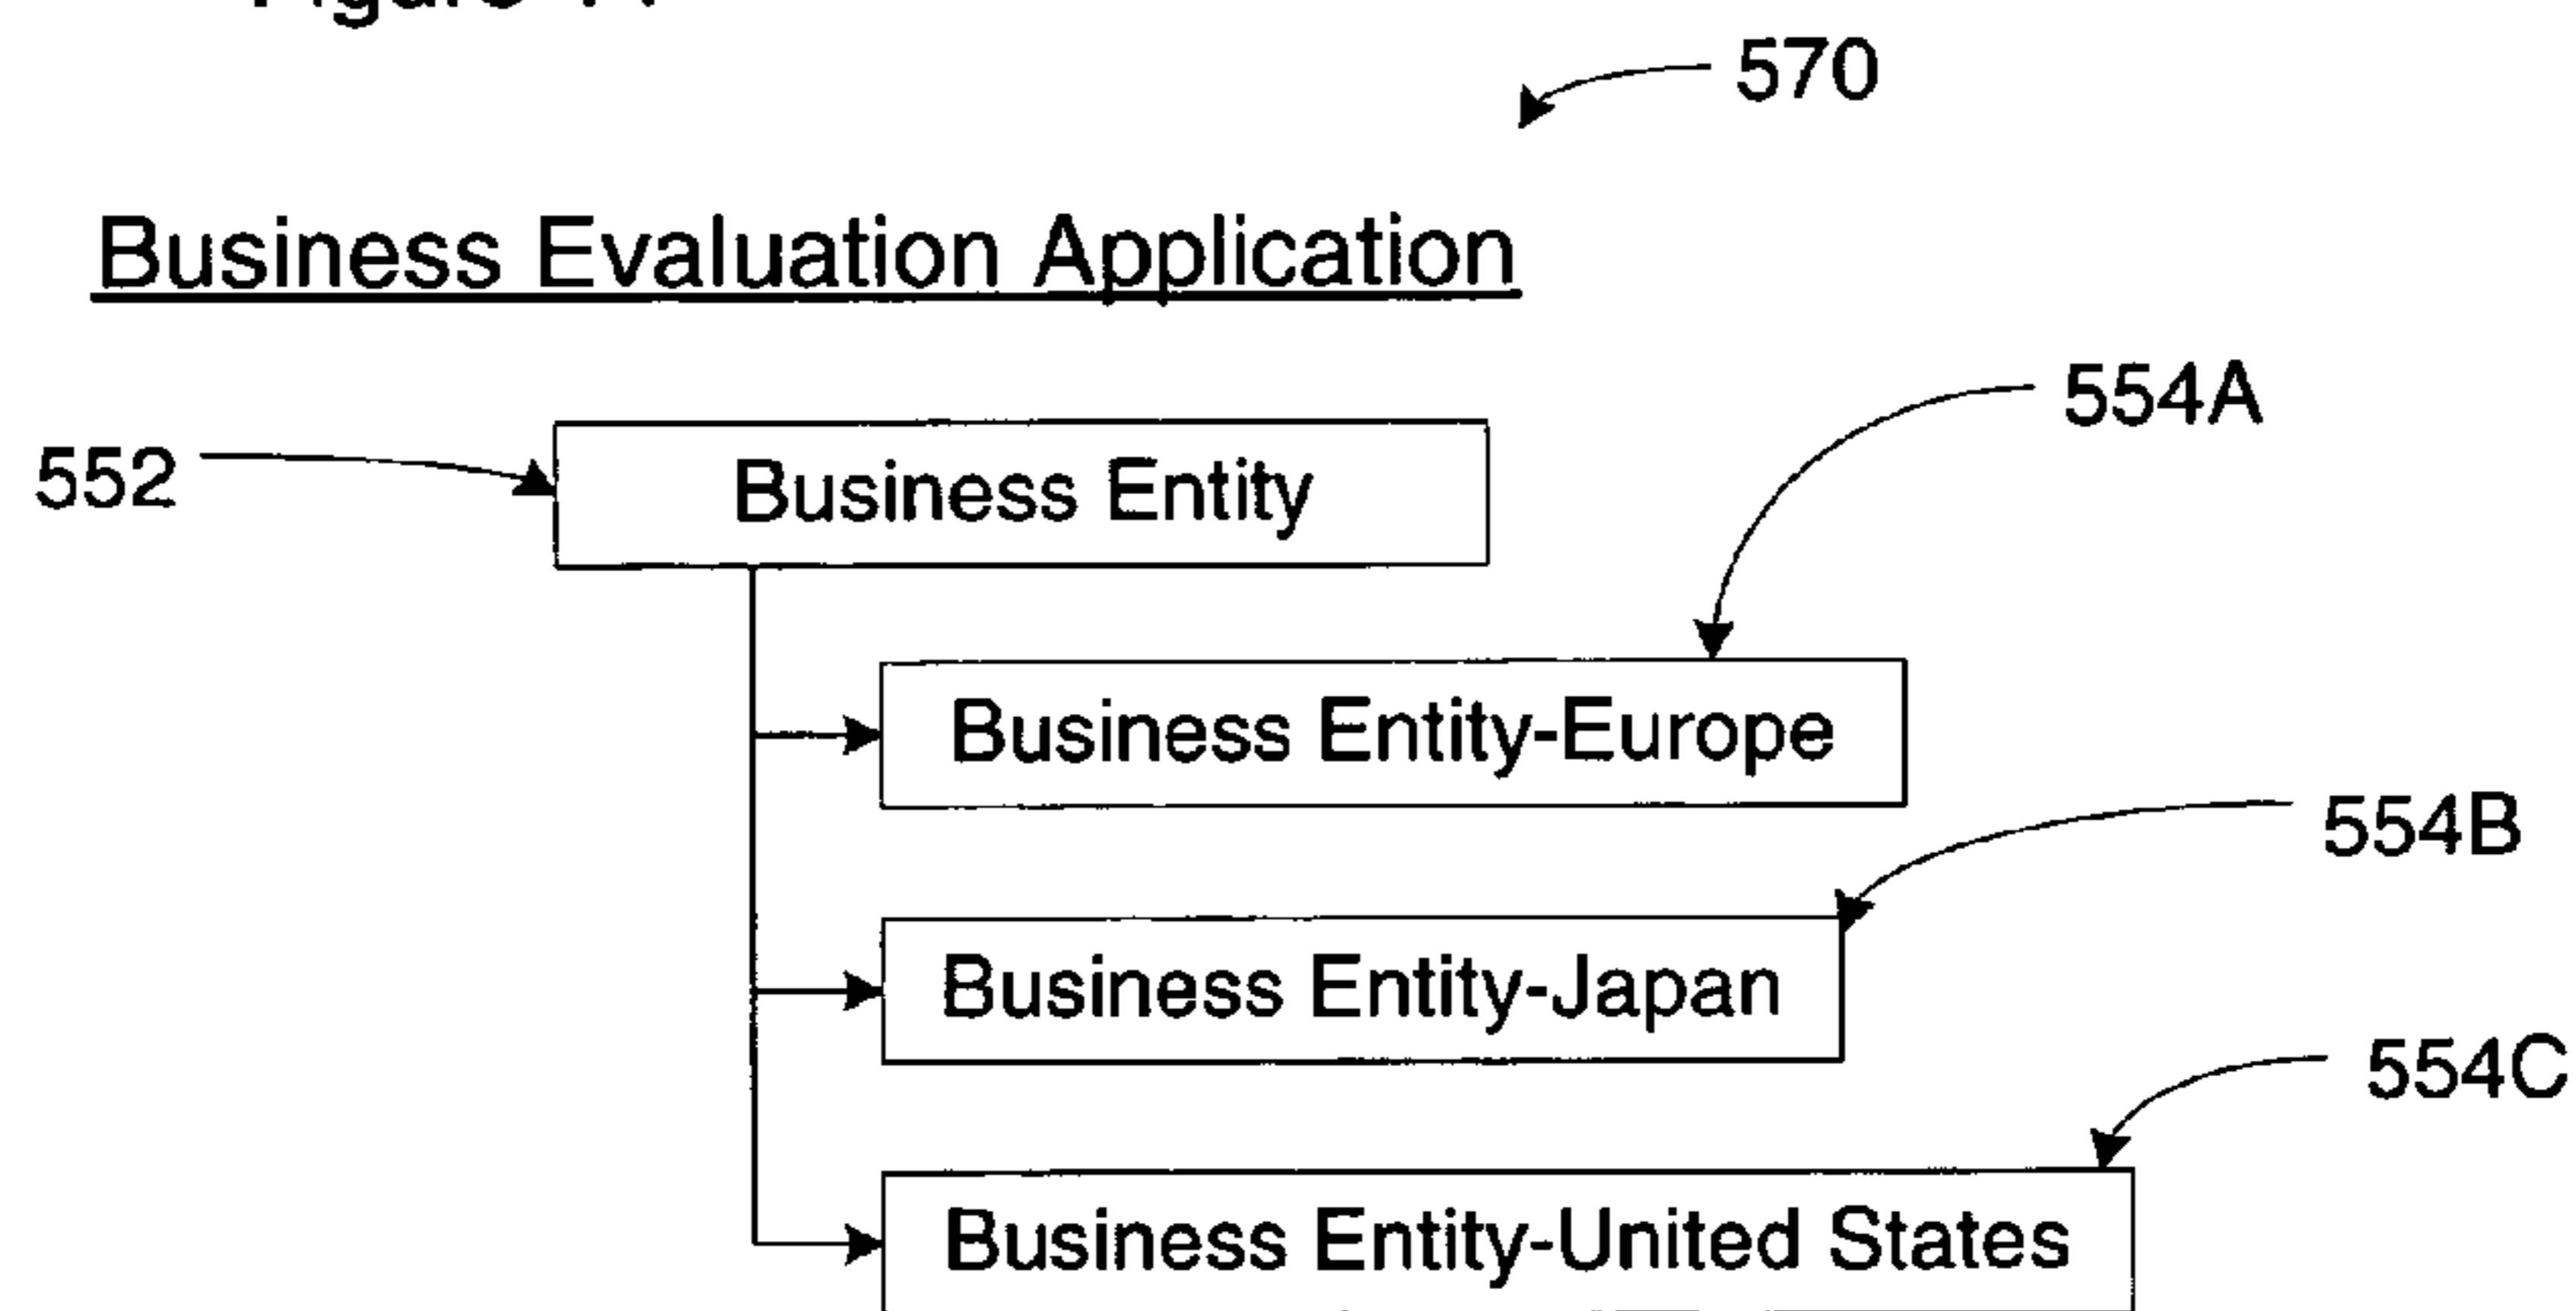 Figure
570
Business Evaluation Application
554A
552
Business Entity
Business Entity-Europe
554B
Business Entity-Japan
554C
Business Entity-United States